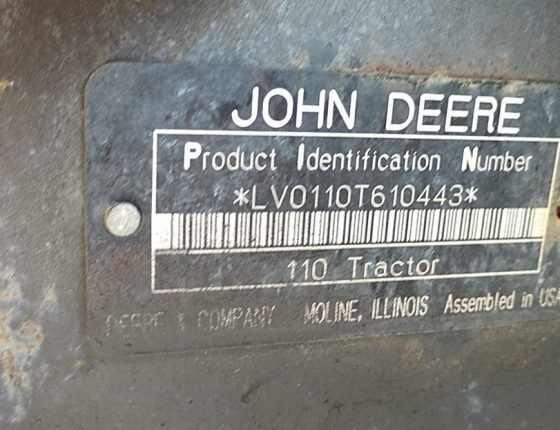 JOHN DEERE
Product Identification Number
*LV0110T610443*
110 Tractor
DEERE & COMPANY MOLINE, ILLINOIS Assembled in USA